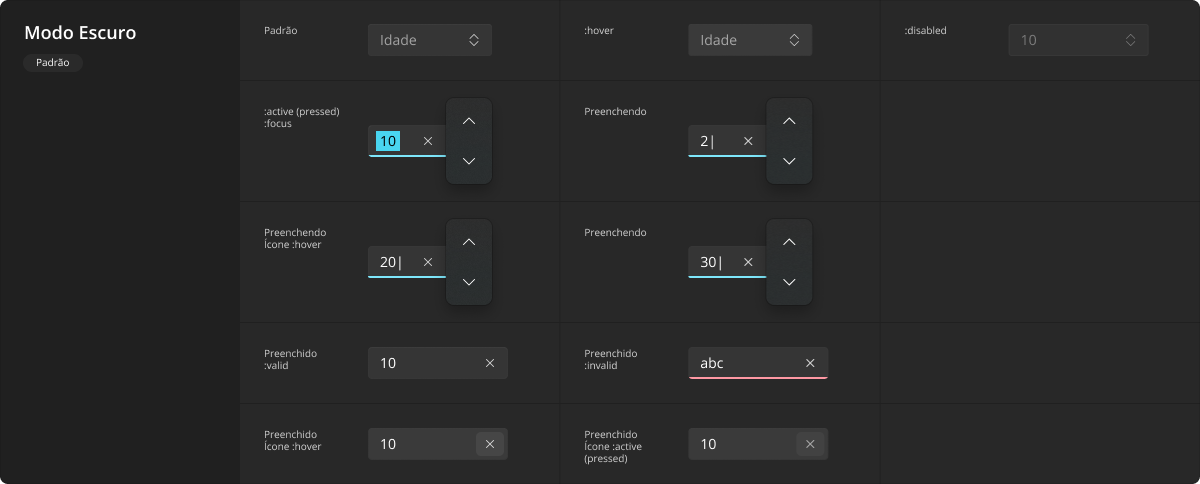 Modo Escuro
Padrão
Padrão
Idade
:hover
Idade
:disabled
10
:active (pressed)
:focus
10
Preenchendo
2|
Preenchendo
Ícone :hover
20|
Preenchendo
30|
Preenchido
:valid
10
Preenchido
:invalid
abc
Preenchido
Ícone :hover
10
Preenchido
Ícone :active
(pressed)
10